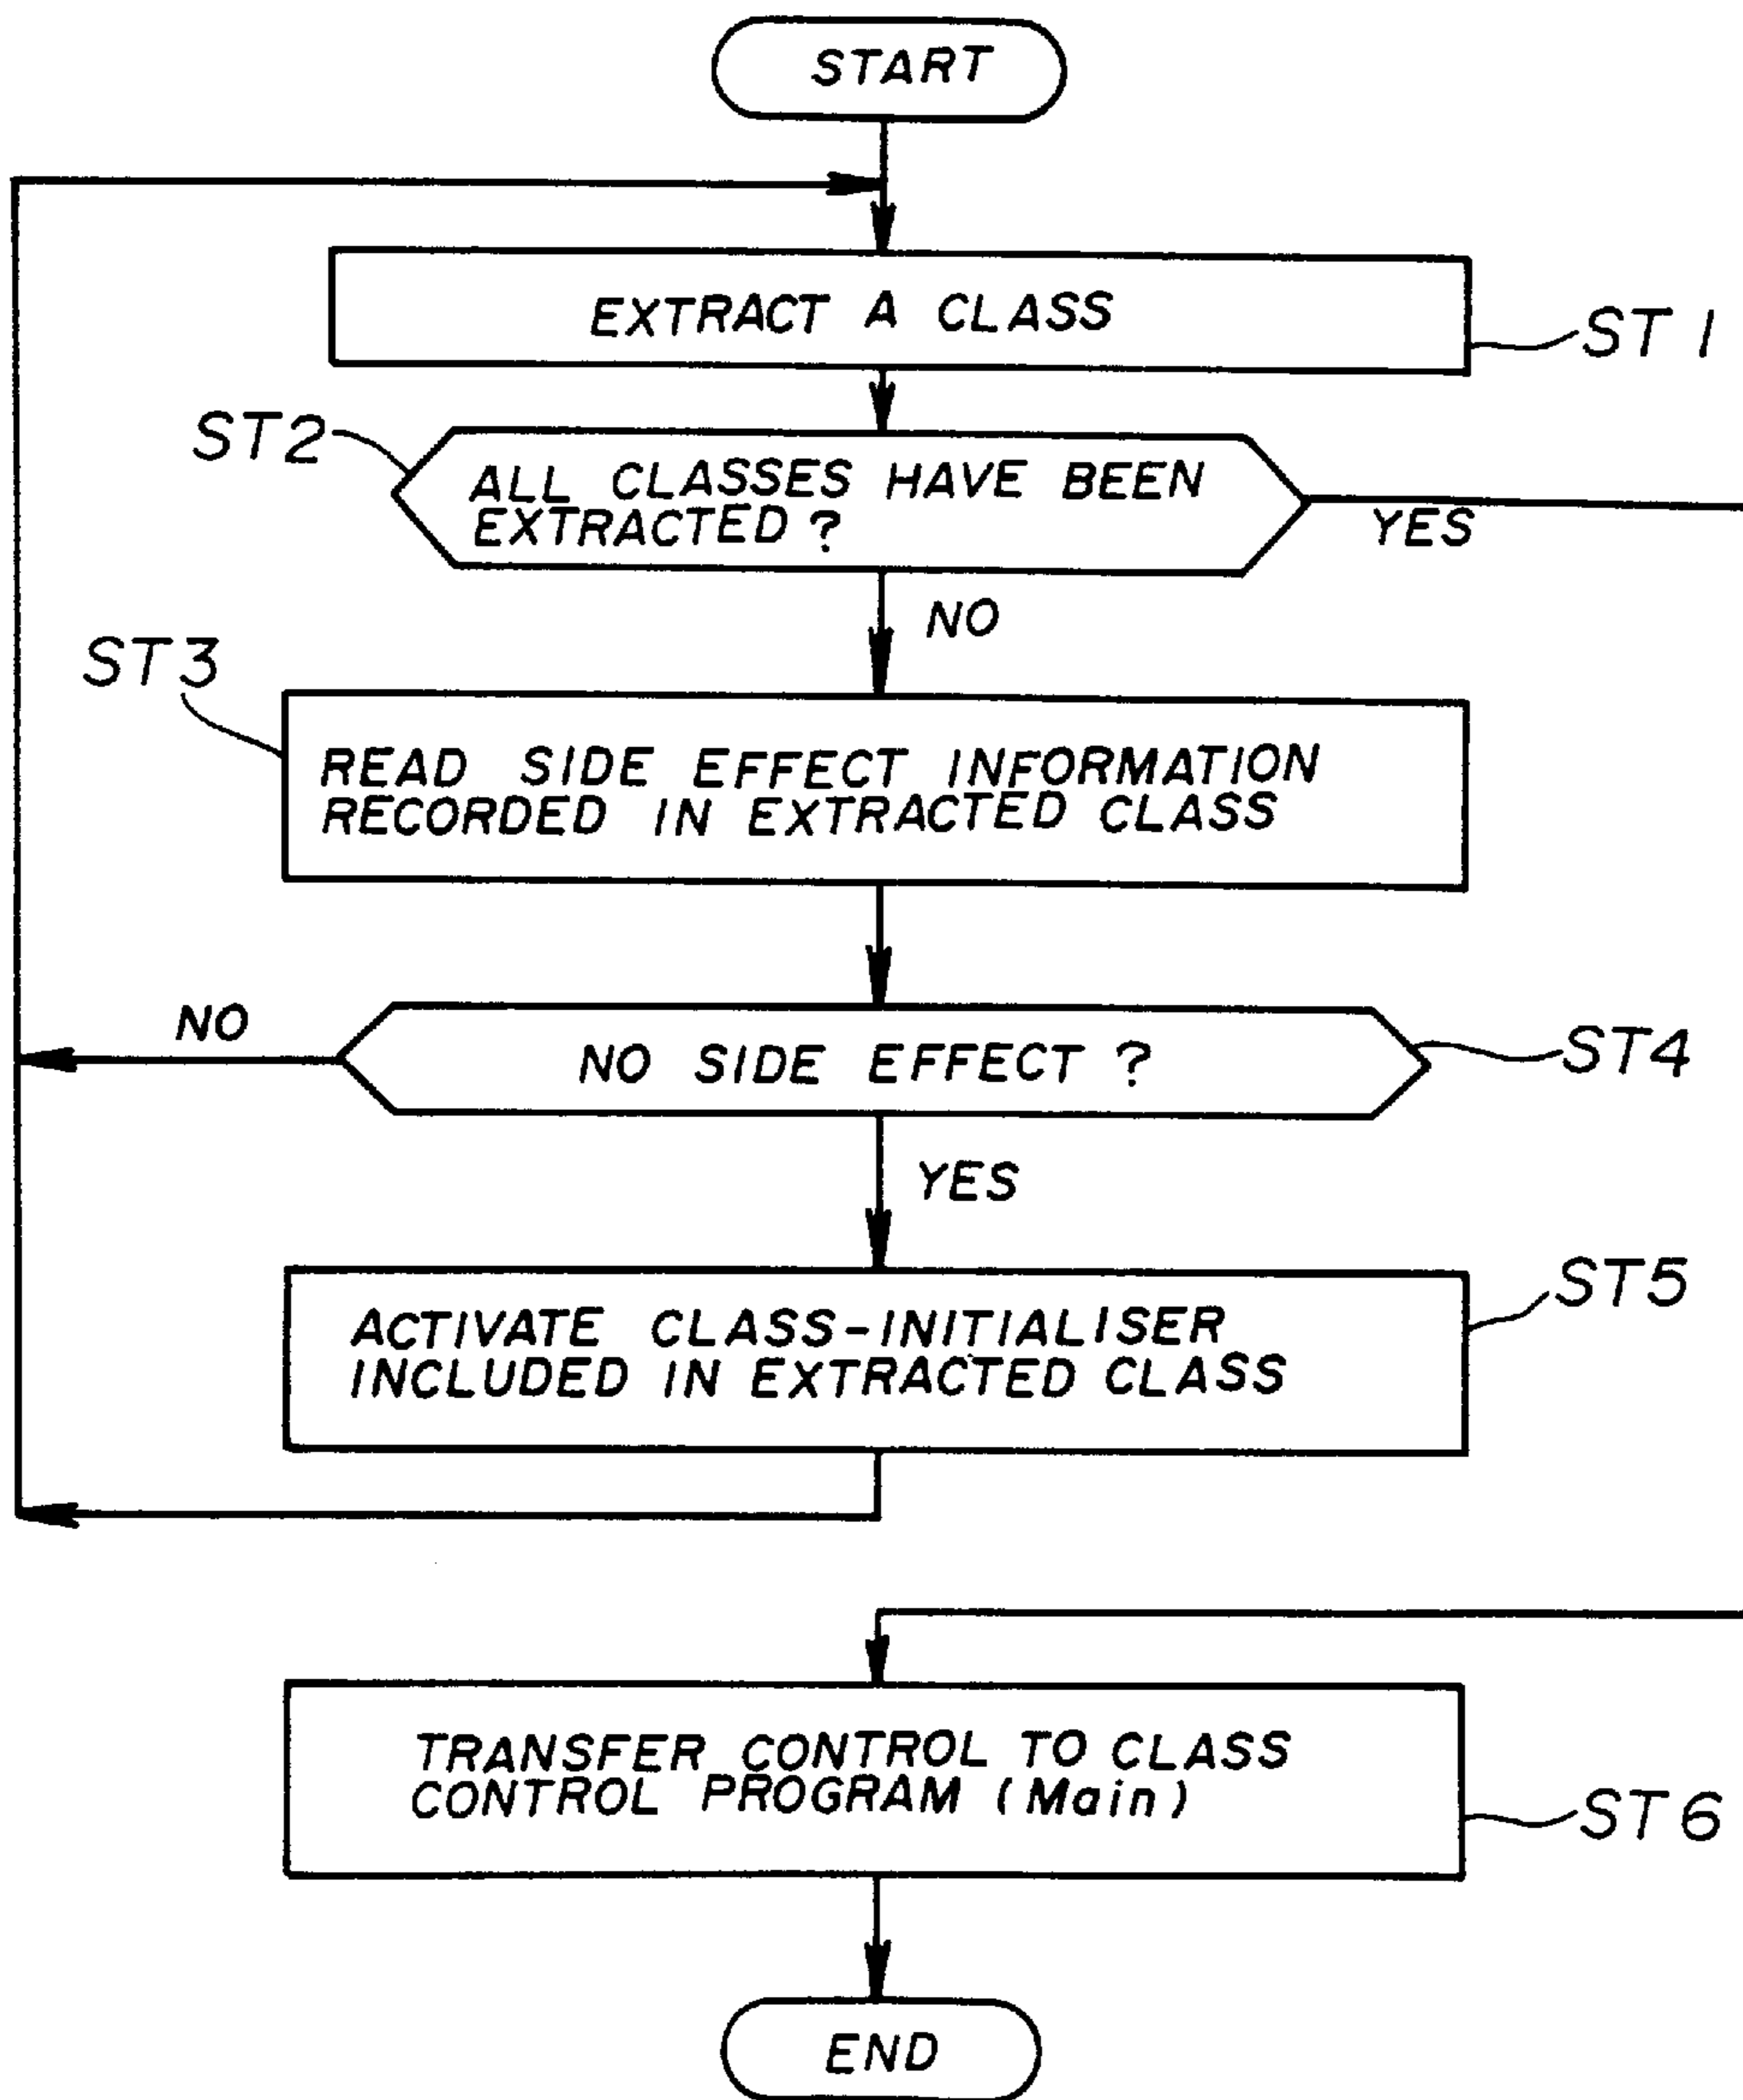 START
EXTRACT A CLASS
ST1
ST2
ALL CLASSES HAVE BEEN
EXTRACTED?
YES
NO
ST3
READ SIDE EFFECT INFORMATION
RECORDED IN EXTRACTED CLASS
NO
NO SIDE EFFECT?
ST4
YES
ST5
ACTIVATE CLASS-INITIALISER
INCLUDED IN EXTRACTED CLASS
TRANSFER CONTROL TO CLASS
CONTROL PROGRAM (Main)
ST6
END